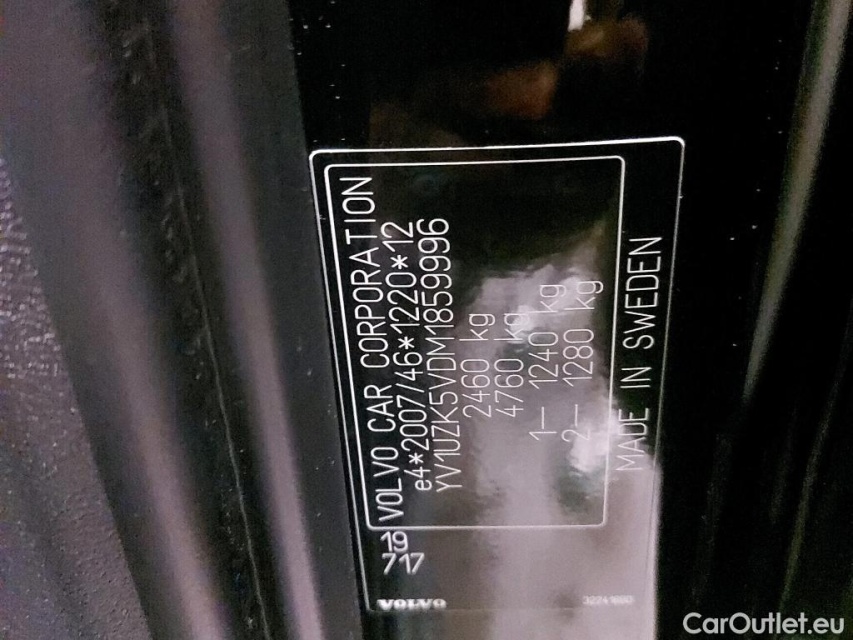 VOLVO CAR CORPORATION
e4*2007/46*1220*12
YV1UZK5VDM1859996
2460 kg
4760 kg
1– 1240 kg
2– 1280 kg
MADE IN SWEDEN
19
717
VOLVO
CarOutlet.eu